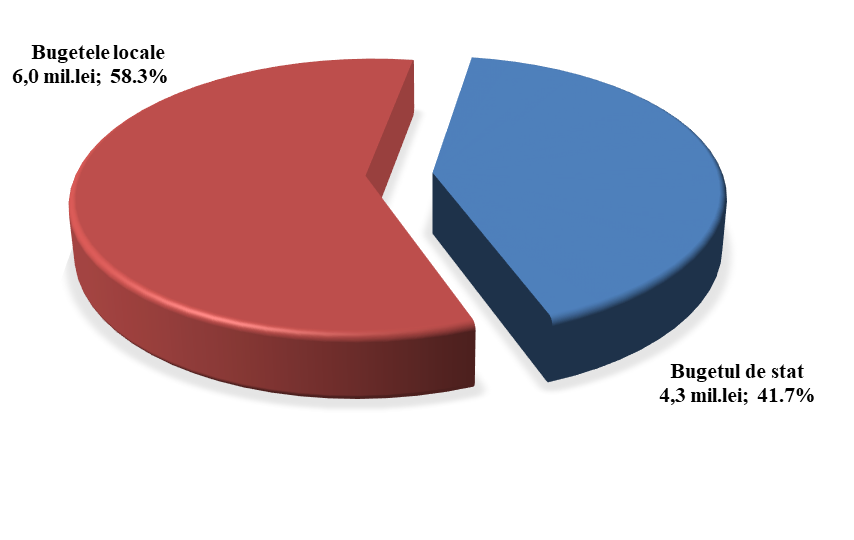 Bugetele locale
6,0 mil.lei;  58.3%
Bugetul de stat
4,3 mil.lei;  41.7%